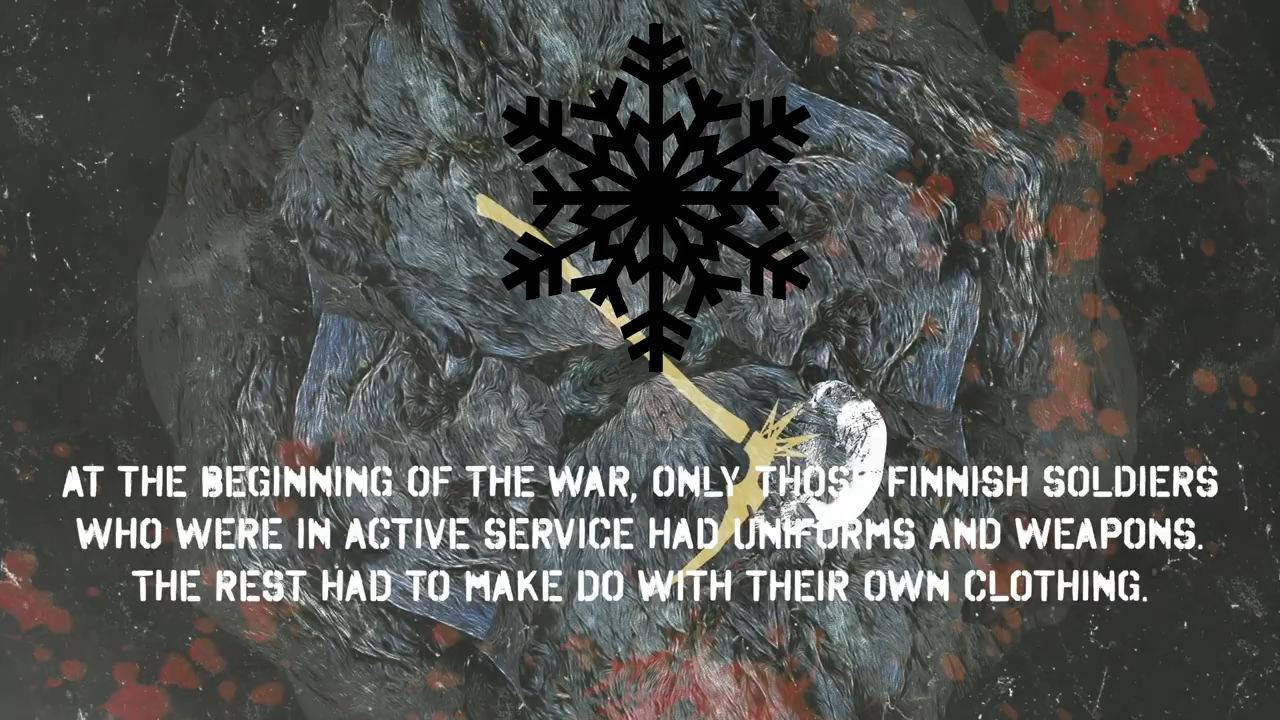 AT THE BEGINNING OF THE WAR, ONLY THOSE FINNISH SOLDIERS
WHO WERE IN ACTIVE SERVICE HAD UNIFORMS AND WEAPONS.
THE REST HAD TO MAKE DO WITH THEIR OWN CLOTHING.